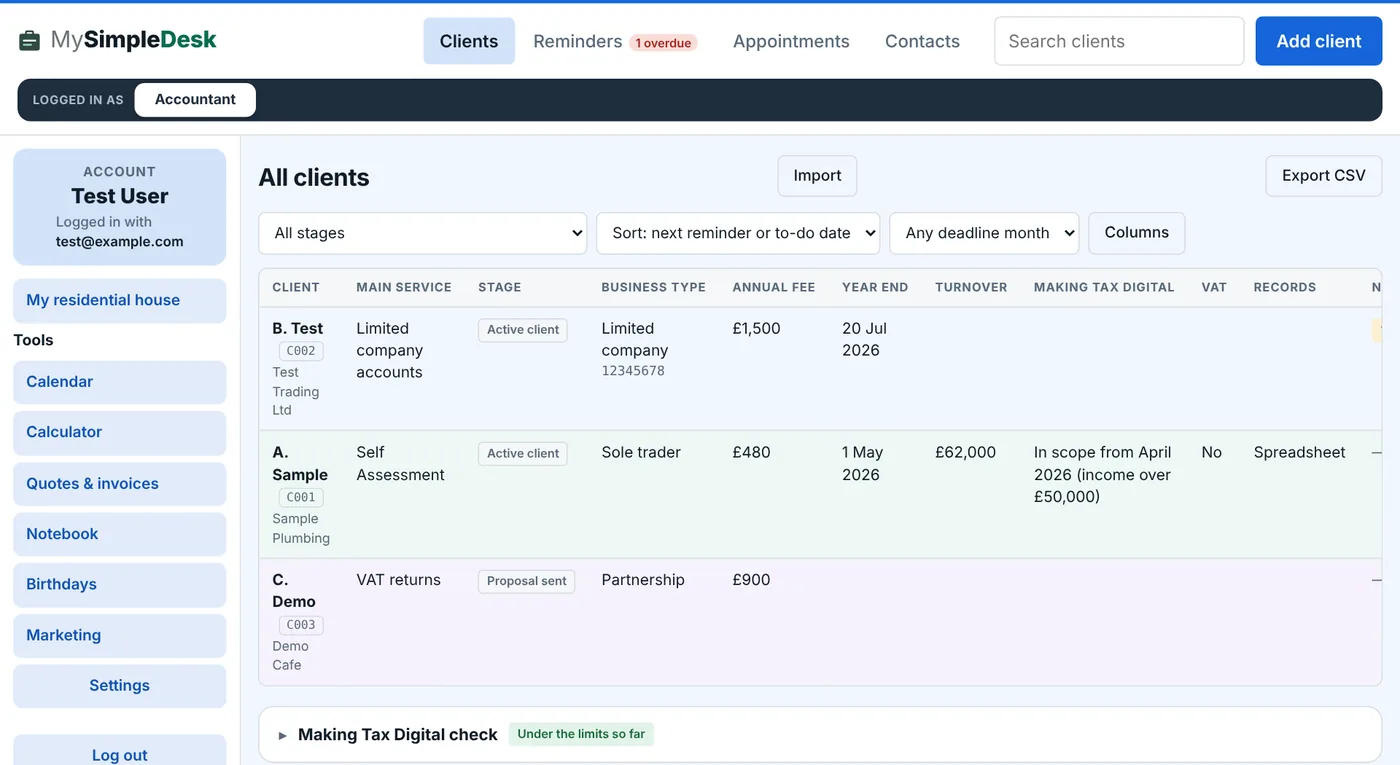 MySimpleDesk
Clients
Reminders 1 overdue
Appointments
Contacts
Search clients
Add client
LOGGED IN AS Accountant
ACCOUNT
Test User
Logged in with
test@example.com
My residential house
Tools
Calendar
Calculator
Quotes & invoices
Notebook
Birthdays
Marketing
Settings
Log out
All clients
Import
Export CSV
All stages
Sort: next reminder or to-do date
Any deadline month
Columns
CLIENT MAIN SERVICE STAGE BUSINESS TYPE ANNUAL FEE YEAR END TURNOVER MAKING TAX DIGITAL VAT RECORDS N
B. Test Limited Active client Limited £1,500 20 Jul
C002 company company 2026
Test accounts 12345678
Trading
Ltd
A. Self Active client Sole trader £480 1 May £62,000 In scope from April No Spreadsheet —
Sample Assessment 2026 2026 (income over
C001 £50,000)
Sample
Plumbing
C. VAT returns Proposal sent Partnership £900 —
Demo
C003
Demo
Cafe
Making Tax Digital check Under the limits so far